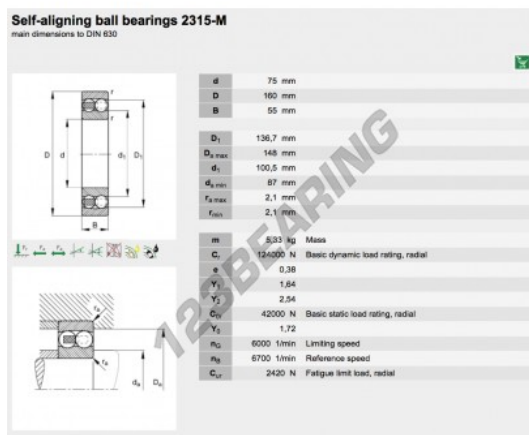 Self-aligning ball bearings 2315-M
main dimensions to DIN 630
d 75 mm
D 160 mm
B 55 mm
D1 136,7 mm
Da max 148 mm
d1 100,5 mm
da min 87 mm
ra max 2,1 mm
rmin 2,1 mm
m 5,33 kg Mass
Cr 124000 N Basic dynamic load rating, radial
e 0,38
Y1 1,64
Y2 2,54
C0r 42000 N Basic static load rating, radial
Y0 1,72
nG 6000 1/min Limiting speed
nB 6700 1/min Reference speed
Cur 2420 N Fatigue limit load, radial
r
r
D d d1 D1
B
ra
ra
da Da
123BEARING